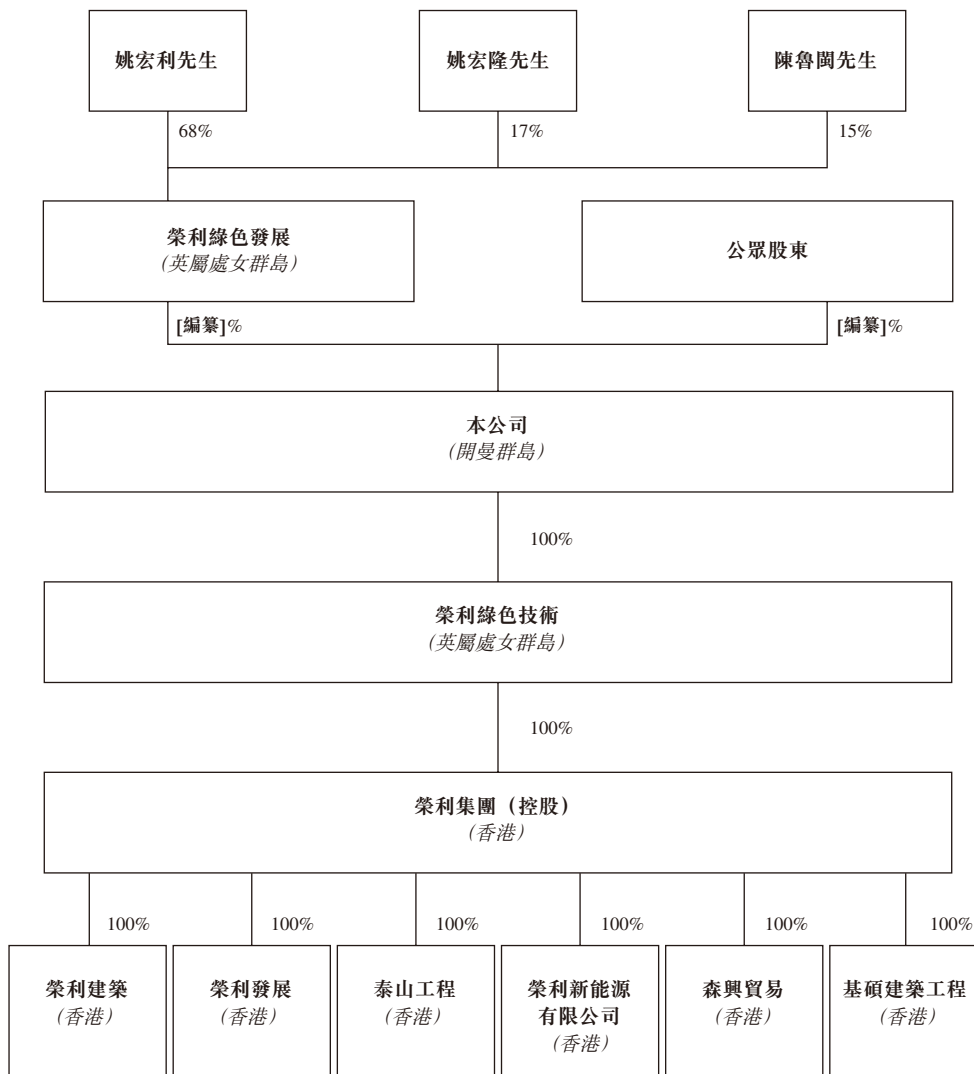 姚宏利先生
姚宏隆先生
陳魯閩先生
68%
17%
15%
榮利綠色發展
(英屬處女群島)
公眾股東
[編纂]%
[編纂]%
本公司
(開曼群島)
100%
榮利綠色技術
(英屬處女群島)
100%
榮利集團（控股）
(香港)
100%
100%
100%
100%
100%
100%
榮利建築
(香港)
榮利發展
(香港)
泰山工程
(香港)
榮利新能源
有限公司
(香港)
森興貿易
(香港)
基碩建築工程
(香港)